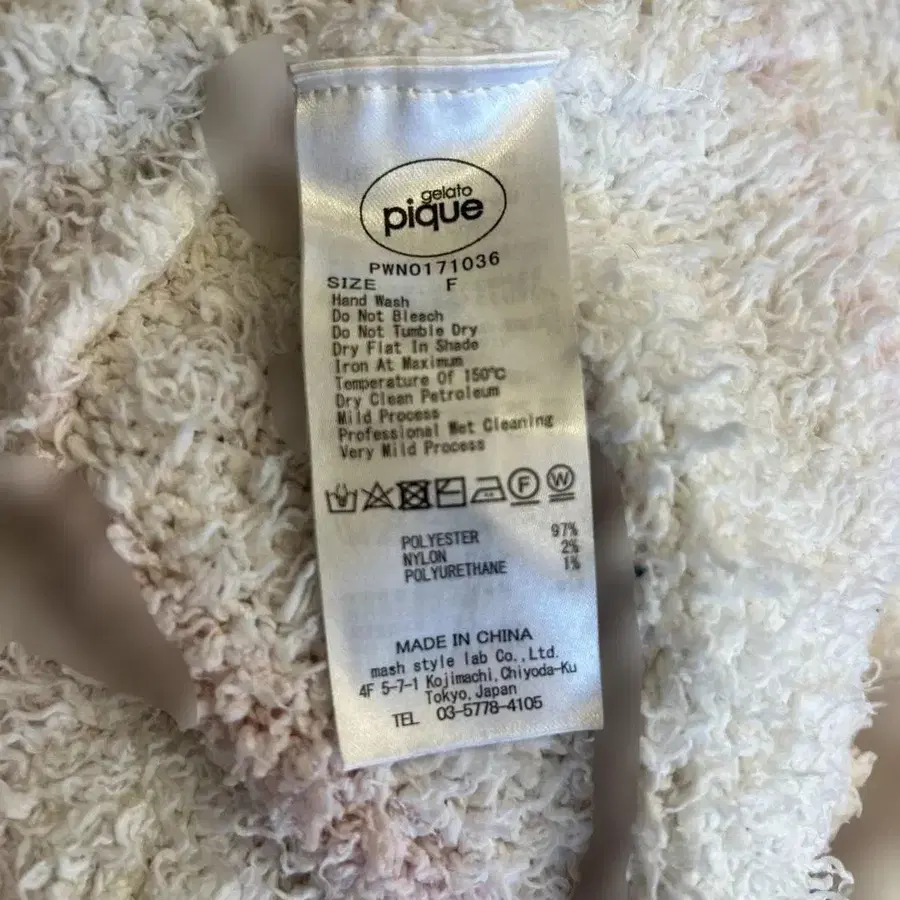 gelato
pique
PWNO171036
SIZE F
Hand Wash
Do Not Bleach
Do Not Tumble Dry
Dry Flat In Shade
Iron At Maximum
Temperature Of 150℃
Dry Clean Petroleum
Mild Process
Professional Wet Cleaning
Very Mild Process
F W
POLYESTER 97%
NYLON 2%
POLYURETHANE 1%
MADE IN CHINA
mash style lab Co.,Ltd.
4F 5-7-1 Kojimachi,Chiyoda-Ku
Tokyo,Japan
TEL 03-5778-4105